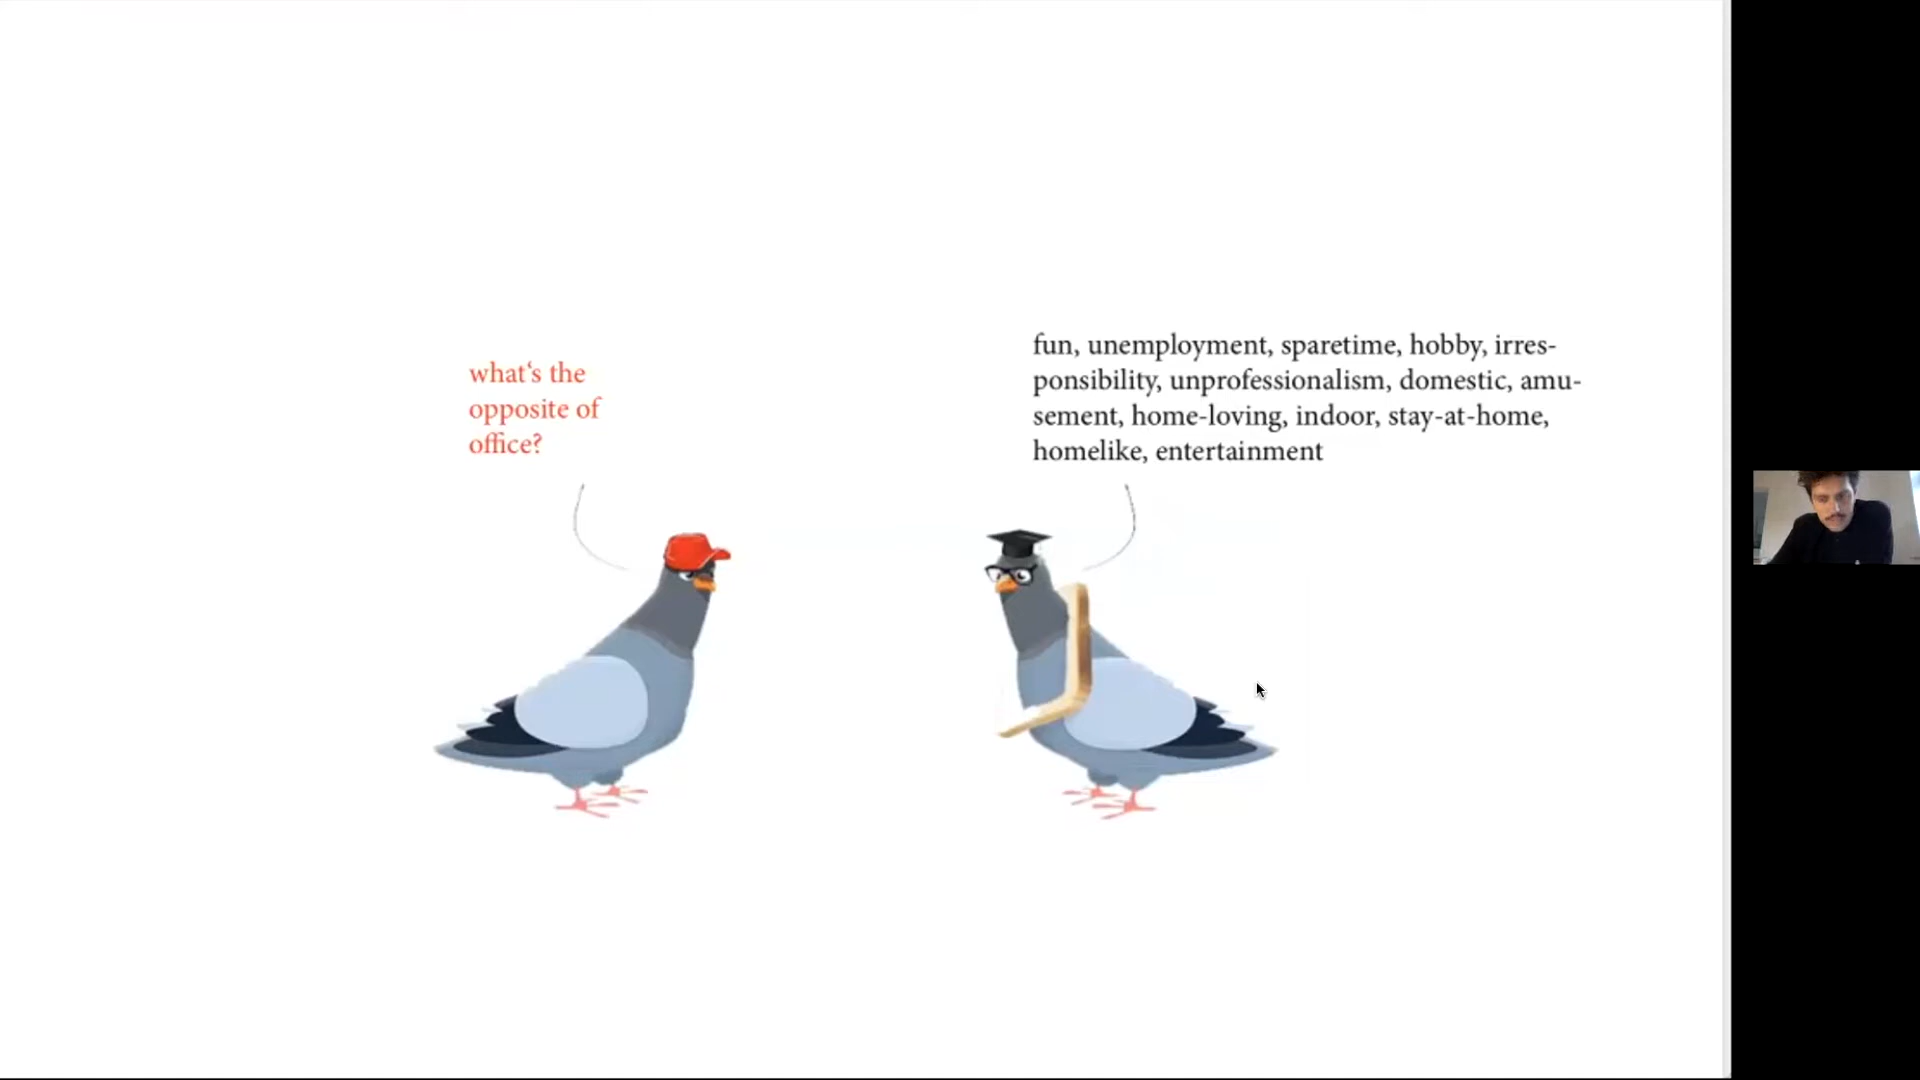 what‘s the
opposite of
office?
fun, unemployment, sparetime, hobby, irres-
ponsibility, unprofessionalism, domestic, amu-
sement, home-loving, indoor, stay-at-home,
homelike, entertainment